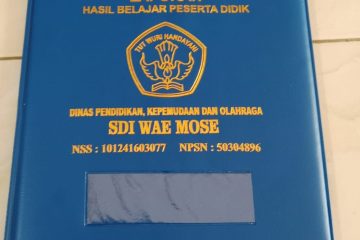 LAPORAN
HASIL BELAJAR PESERTA DIDIK
TUT WURI HANDAYANI
DINAS PENDIDIKAN, KEPEMUDAAN DAN OLAHRAGA
SDI WAE MOSE
NSS : 101241603077 NPSN : 50304896